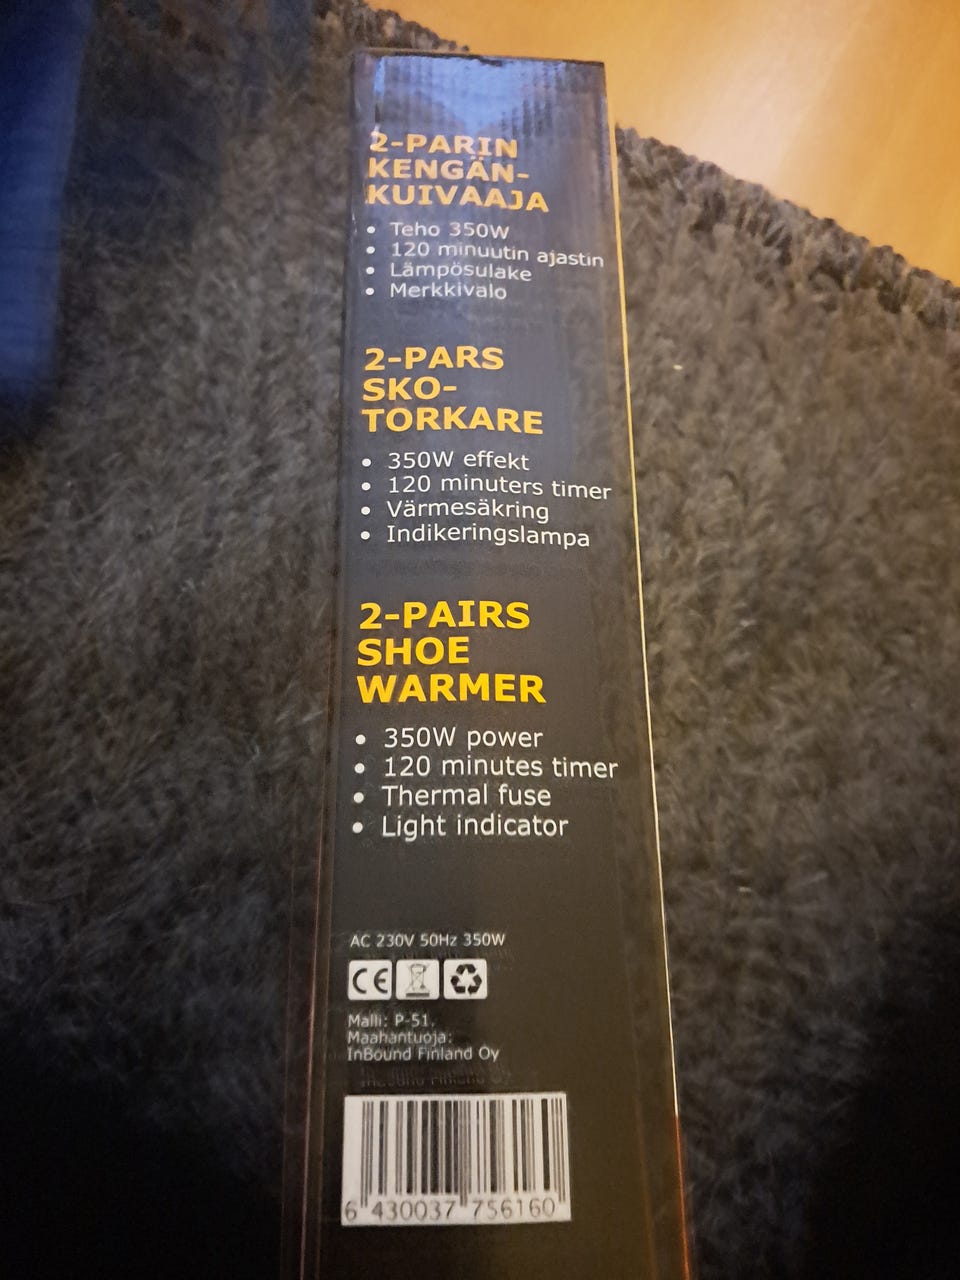 2-PARIN
KENGÄN-
KUIVAAJA
• Teho 350W
• 120 minuutin ajastin
• Lämpösulake
• Merkkivalo
2-PARS
SKO-
TORKARE
• 350W effekt
• 120 minuters timer
• Värmesäkring
• Indikeringslampa
2-PAIRS
SHOE
WARMER
• 350W power
• 120 minutes timer
• Thermal fuse
• Light indicator
AC 230V 50Hz 350W
CE
Malli: P-51.
Maahantuoja:
InBound Finland Oy
6 430037 756160